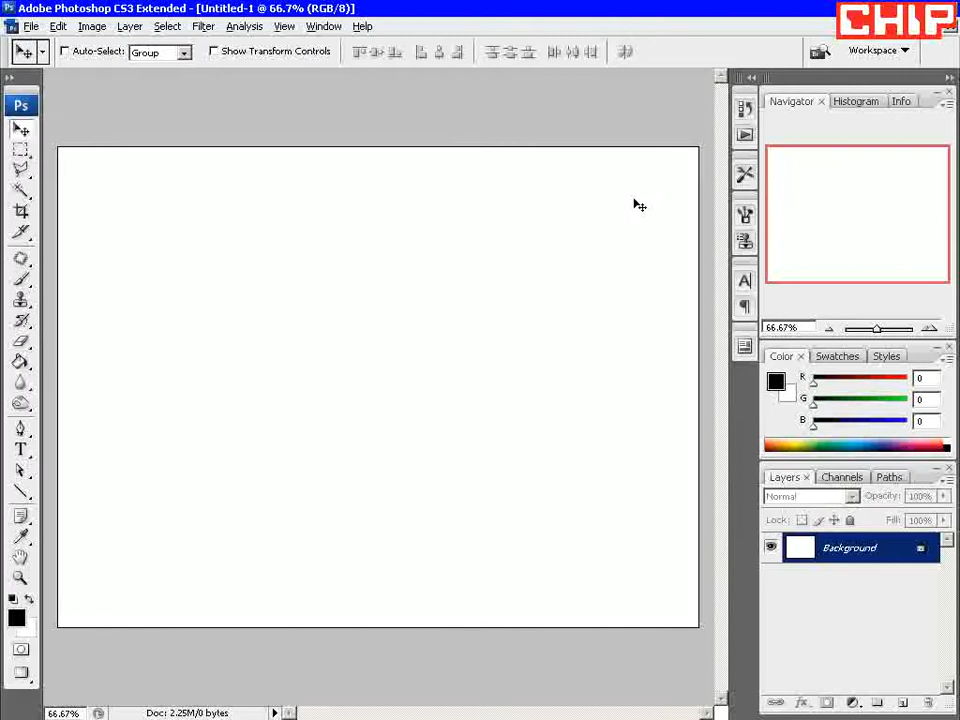 Adobe Photoshop CS3 Extended - [Untitled-1 @ 66.7% (RGB/8)]
CHIP
File Edit Image Layer Select Filter Analysis View Window Help
Auto-Select: Group Show Transform Controls Workspace
Ps
Navigator Histogram Info
66.67%
Color Swatches Styles
R 0
G 0
B 0
Layers Channels Paths
Normal Opacity: 100%
Lock: Fill: 100%
Background
T
A
66.67% Doc: 2.25M/0 bytes